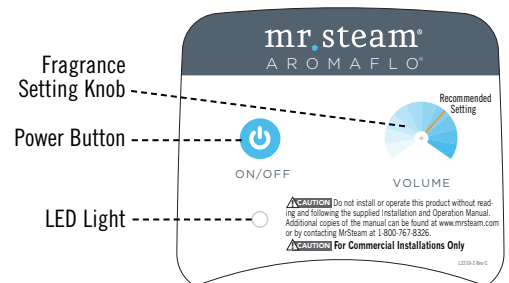 mr.steam®
AROMAFLO®
Fragrance
Setting Knob
Recommended
Setting
Power Button
ON/OFF
VOLUME
LED Light
CAUTION Do not install or operate this product without read-
ing and following the supplied Installation and Operation Manual.
Additional copies of the manual can be found at www.mrsteam.com
or by contacting MrSteam at 1-800-767-8326.
CAUTION For Commercial Installations Only
L2210-2 Rev C